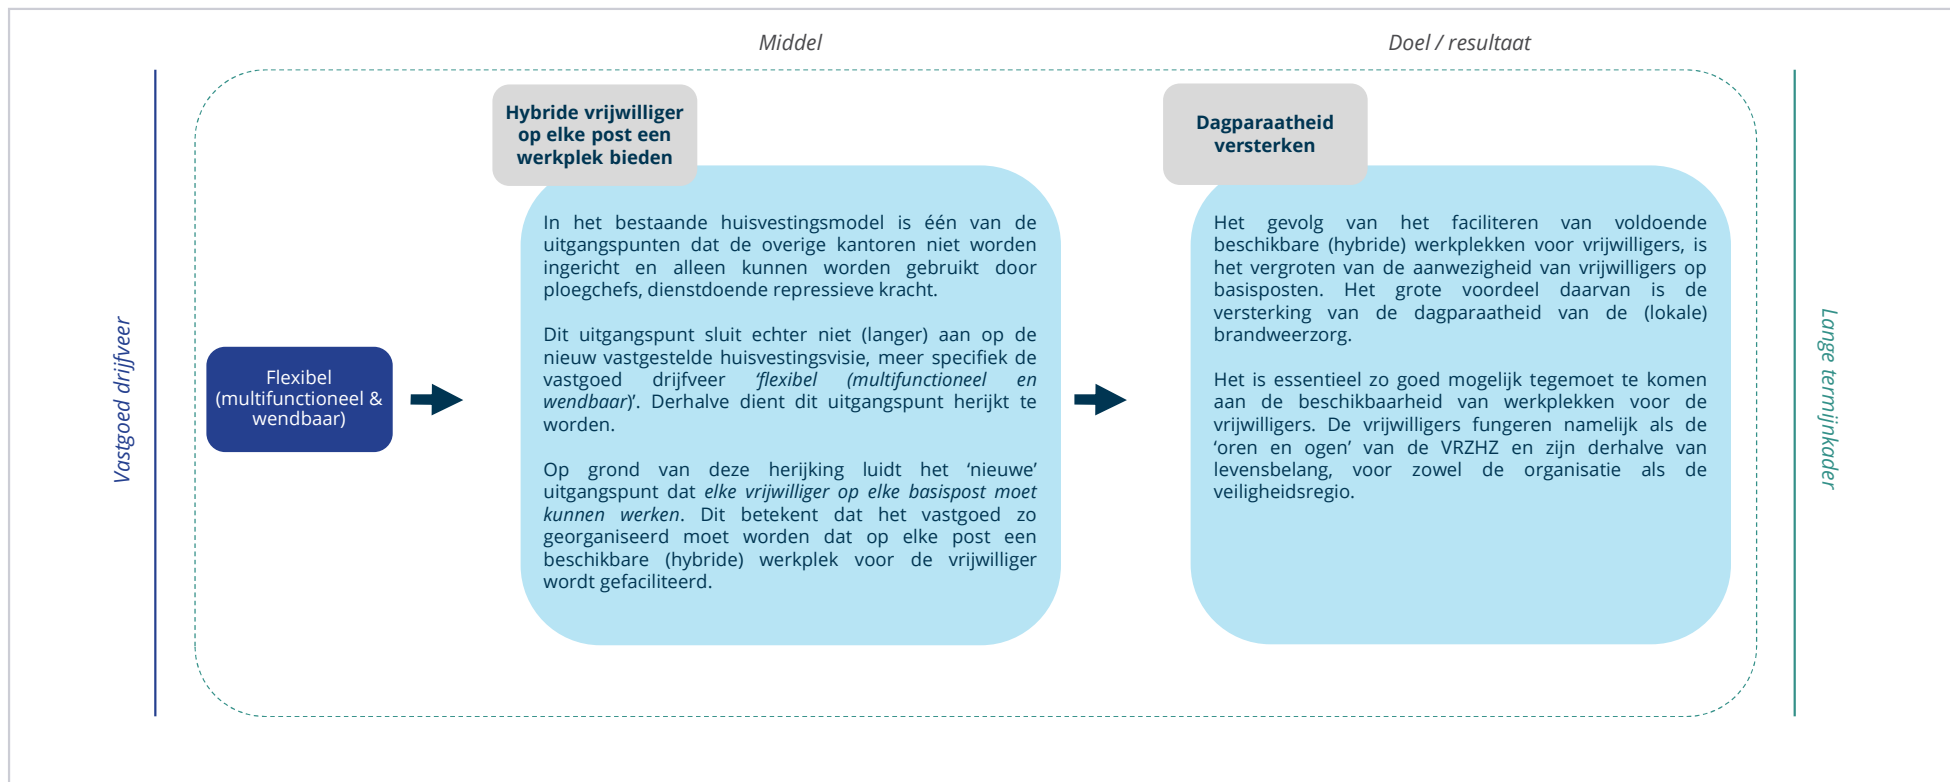 Middel
Doel / resultaat
Vastgoed drijfveer
Flexibel
(multifunctioneel &
wendbaar)
Hybride vrijwilliger
op elke post een
werkplek bieden
In het bestaande huisvestingsmodel is één van de
uitgangspunten dat de overige kantoren niet worden
ingericht en alleen kunnen worden gebruikt door
ploegchefs, dienstdoende repressieve kracht.
Dit uitgangspunt sluit echter niet (langer) aan op de
nieuw vastgestelde huisvestingsvisie, meer specifiek de
vastgoed drijfveer ‘flexibel (multifunctioneel en
wendbaar)’. Derhalve dient dit uitgangspunt herijkt te
worden.
Op grond van deze herijking luidt het ‘nieuwe’
uitgangspunt dat elke vrijwilliger op elke basispost moet
kunnen werken. Dit betekent dat het vastgoed zo
georganiseerd moet worden dat op elke post een
beschikbare (hybride) werkplek voor de vrijwilliger
wordt gefaciliteerd.
Dagparaatheid
versterken
Het gevolg van het faciliteren van voldoende
beschikbare (hybride) werkplekken voor vrijwilligers, is
het vergroten van de aanwezigheid van vrijwilligers op
basisposten. Het grote voordeel daarvan is de
versterking van de dagparaatheid van de (lokale)
brandweerzorg.
Het is essentieel zo goed mogelijk tegemoet te komen
aan de beschikbaarheid van werkplekken voor de
vrijwilligers. De vrijwilligers fungeren namelijk als de
‘oren en ogen’ van de VRZHZ en zijn derhalve van
levensbelang, voor zowel de organisatie als de
veiligheidsregio.
Lange termijnkader